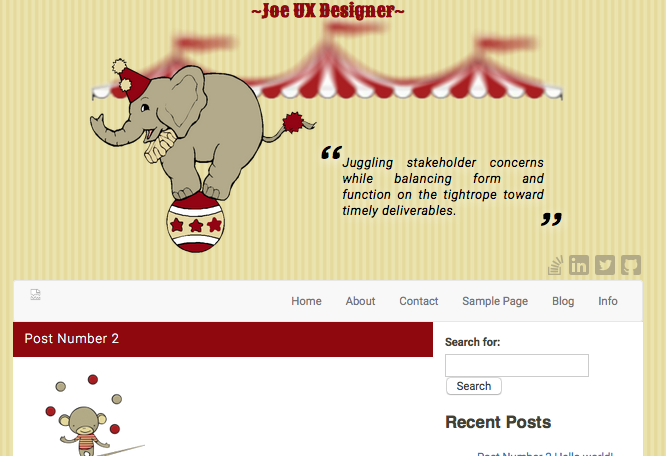 ~Joe UX Designer~
“Juggling stakeholder concerns
while balancing form and
function on the tightrope toward
timely deliverables.”
Home About Contact Sample Page Blog Info
Post Number 2
Search for:
Search
Recent Posts
Post Number 2 Hello world!